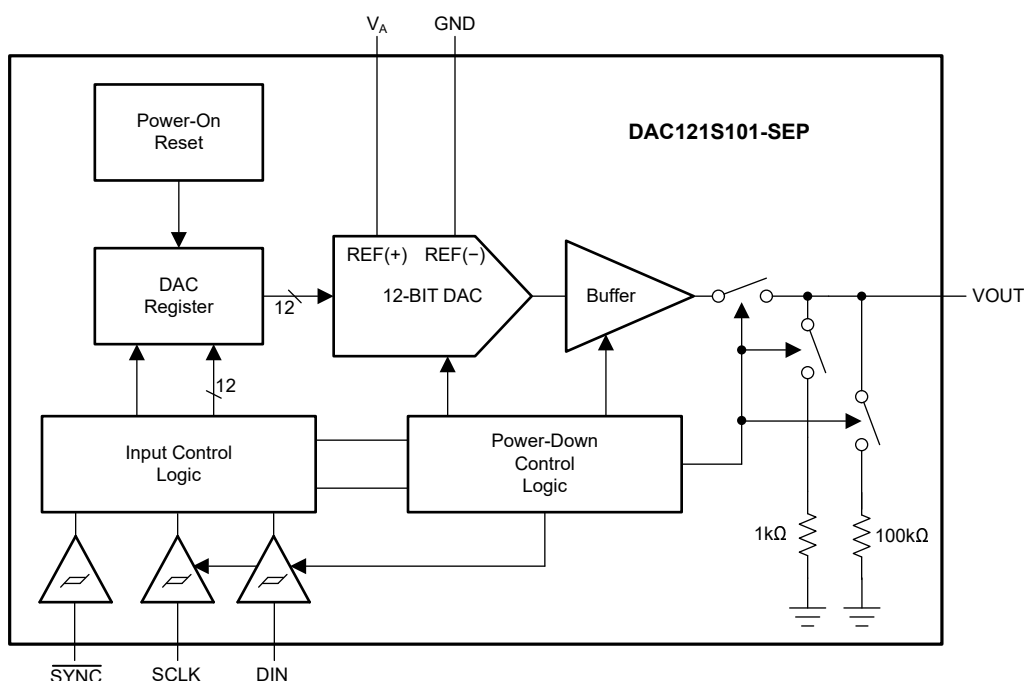 V_A GND
DAC121S101-SEP
Power-On
Reset
REF(+) REF(−)
12-BIT DAC
DAC
Register
12
Buffer
VOUT
12
Input Control
Logic
Power-Down
Control
Logic
1kΩ
100kΩ
SYNC SCLK DIN